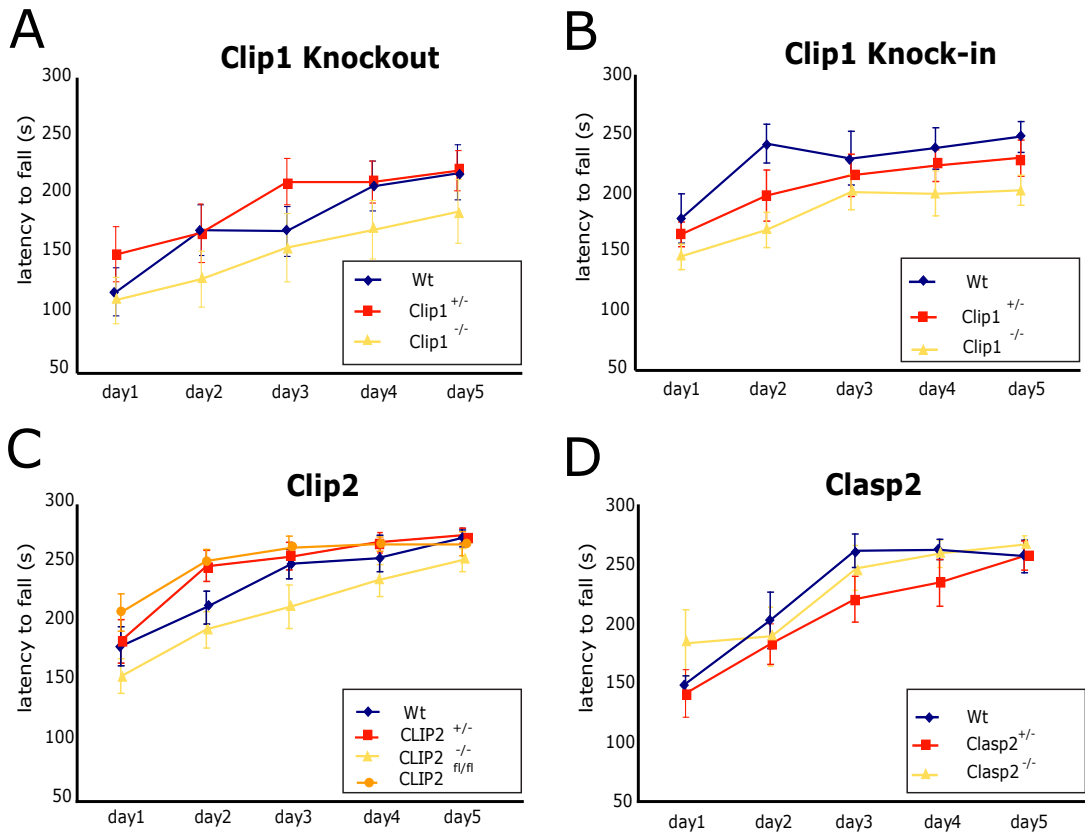 A
Clip1 Knockout
latency to fall (s)
300
250
200
150
100
50
day1 day2 day3 day4 day5
Wt
Clip1 +/-
Clip1 -/-
B
Clip1 Knock-in
latency to fall (s)
300
250
200
150
100
50
day1 day2 day3 day4 day5
Wt
Clip1 +/-
Clip1 -/-
C
Clip2
latency to fall (s)
300
250
200
150
100
50
day1 day2 day3 day4 day5
Wt
CLIP2 +/-
CLIP2 -/-
CLIP2 fl/fl
D
Clasp2
latency to fall (s)
300
250
200
150
100
50
day1 day2 day3 day4 day5
Wt
Clasp2 +/-
Clasp2 -/-